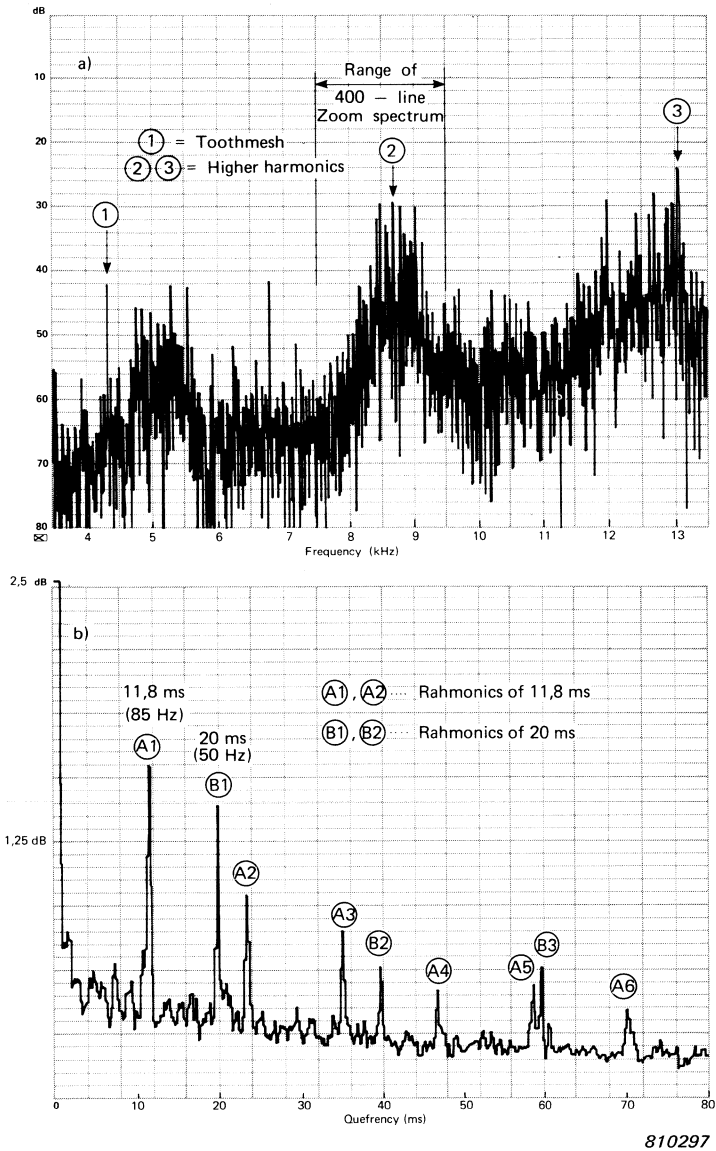 dB
a)
Range of
400 – line
Zoom spectrum
10
20
30
40
50
60
70
80
① = Toothmesh
② ③ = Higher harmonics
①
②
③
4 5 6 7 8 9 10 11 12 13
Frequency (kHz)
2,5 dB
b)
11,8 ms
(85 Hz)
A1
20 ms
(50 Hz)
B1
A1 , A2 ···· Rahmonics of 11,8 ms
B1 , B2 ···· Rahmonics of 20 ms
1,25 dB
A2
A3
B2
A4
A5
B3
A6
0 10 20 30 40 50 60 70 80
Quefrency (ms)
810297